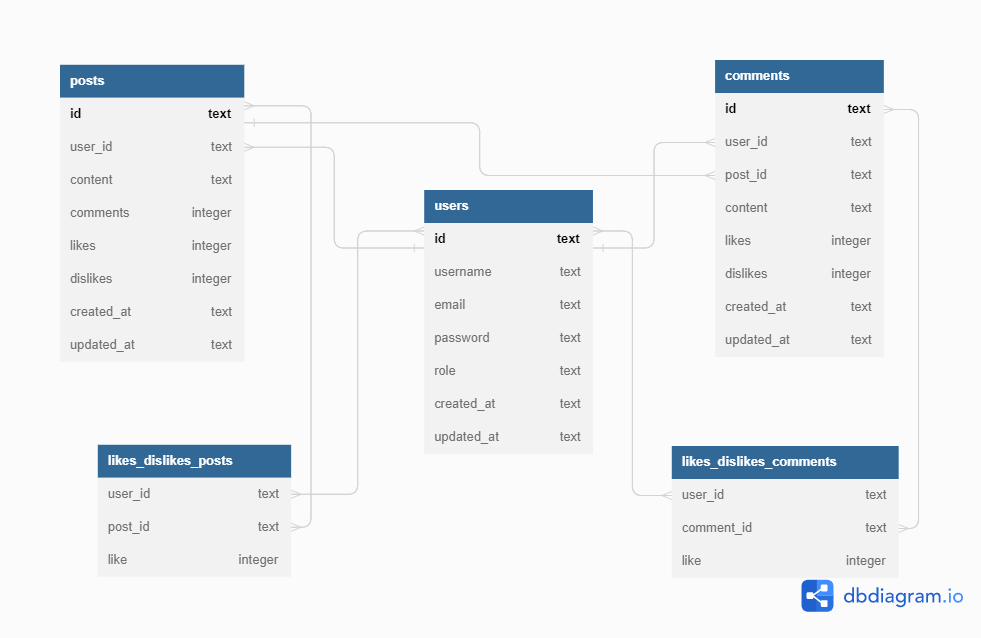 posts
id text
user_id text
content text
comments integer
likes integer
dislikes integer
created_at text
updated_at text
comments
id text
user_id text
post_id text
content text
likes integer
dislikes integer
created_at text
updated_at text
users
id text
username text
email text
password text
role text
created_at text
updated_at text
likes_dislikes_posts
user_id text
post_id text
like integer
likes_dislikes_comments
user_id text
comment_id text
like integer
dbdiagram.io